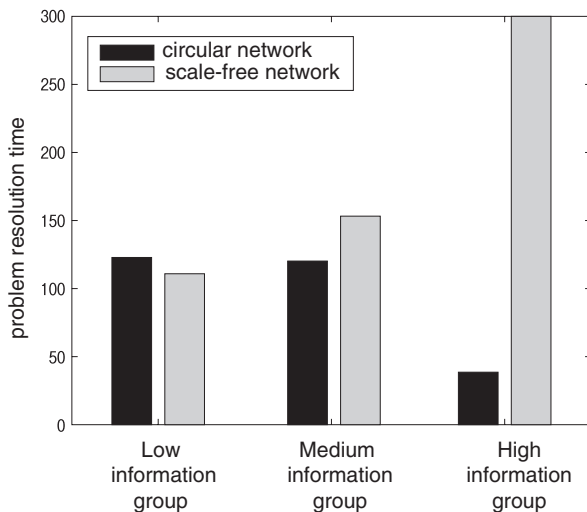 300
250
200
150
100
50
0
problem resolution time
circular network
scale-free network
Low
information
group
Medium
information
group
High
information
group